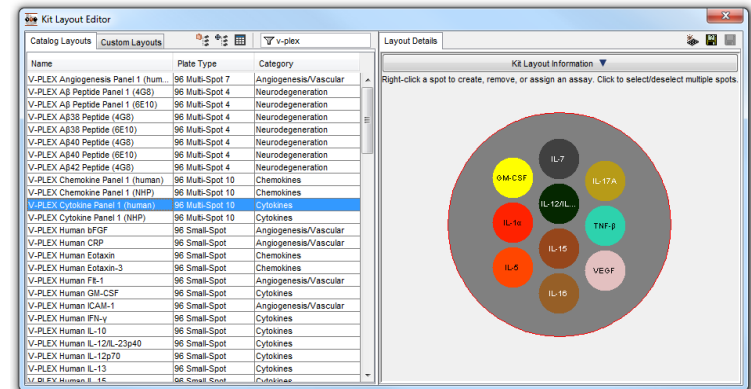 Kit Layout Editor
Catalog Layouts Custom Layouts v-plex
Name Plate Type Category
V-PLEX Angiogenesis Panel 1 (hum... 96 Multi-Spot 7 Angiogenesis/Vascular
V-PLEX Aβ Peptide Panel 1 (4G8) 96 Multi-Spot 4 Neurodegeneration
V-PLEX Aβ Peptide Panel 1 (6E10) 96 Multi-Spot 4 Neurodegeneration
V-PLEX Aβ38 Peptide (4G8) 96 Multi-Spot 4 Neurodegeneration
V-PLEX Aβ38 Peptide (6E10) 96 Multi-Spot 4 Neurodegeneration
V-PLEX Aβ40 Peptide (4G8) 96 Multi-Spot 4 Neurodegeneration
V-PLEX Aβ40 Peptide (6E10) 96 Multi-Spot 4 Neurodegeneration
V-PLEX Aβ42 Peptide (4G8) 96 Multi-Spot 4 Neurodegeneration
V-PLEX Chemokine Panel 1 (human) 96 Multi-Spot 10 Chemokines
V-PLEX Chemokine Panel 1 (NHP) 96 Multi-Spot 10 Chemokines
V-PLEX Cytokine Panel 1 (human) 96 Multi-Spot 10 Cytokines
V-PLEX Cytokine Panel 1 (NHP) 96 Multi-Spot 10 Cytokines
V-PLEX Human bFGF 96 Small-Spot Angiogenesis/Vascular
V-PLEX Human CRP 96 Small-Spot Angiogenesis/Vascular
V-PLEX Human Eotaxin 96 Small-Spot Chemokines
V-PLEX Human Eotaxin-3 96 Small-Spot Chemokines
V-PLEX Human Flt-1 96 Small-Spot Angiogenesis/Vascular
V-PLEX Human GM-CSF 96 Small-Spot Cytokines
V-PLEX Human ICAM-1 96 Small-Spot Angiogenesis/Vascular
V-PLEX Human IFN-γ 96 Small-Spot Cytokines
V-PLEX Human IL-10 96 Small-Spot Cytokines
V-PLEX Human IL-12/IL-23p40 96 Small-Spot Cytokines
V-PLEX Human IL-12p70 96 Small-Spot Cytokines
V-PLEX Human IL-13 96 Small-Spot Cytokines
V-PLEX Human IL-15 96 Small-Spot Cytokines
Layout Details
Kit Layout Information ▼
Right-click a spot to create, remove, or assign an assay. Click to select/deselect multiple spots.
IL-7
GM-CSF IL-17A
IL-12/IL...
IL-1α TNF-β
IL-15
IL-5 VEGF
IL-16